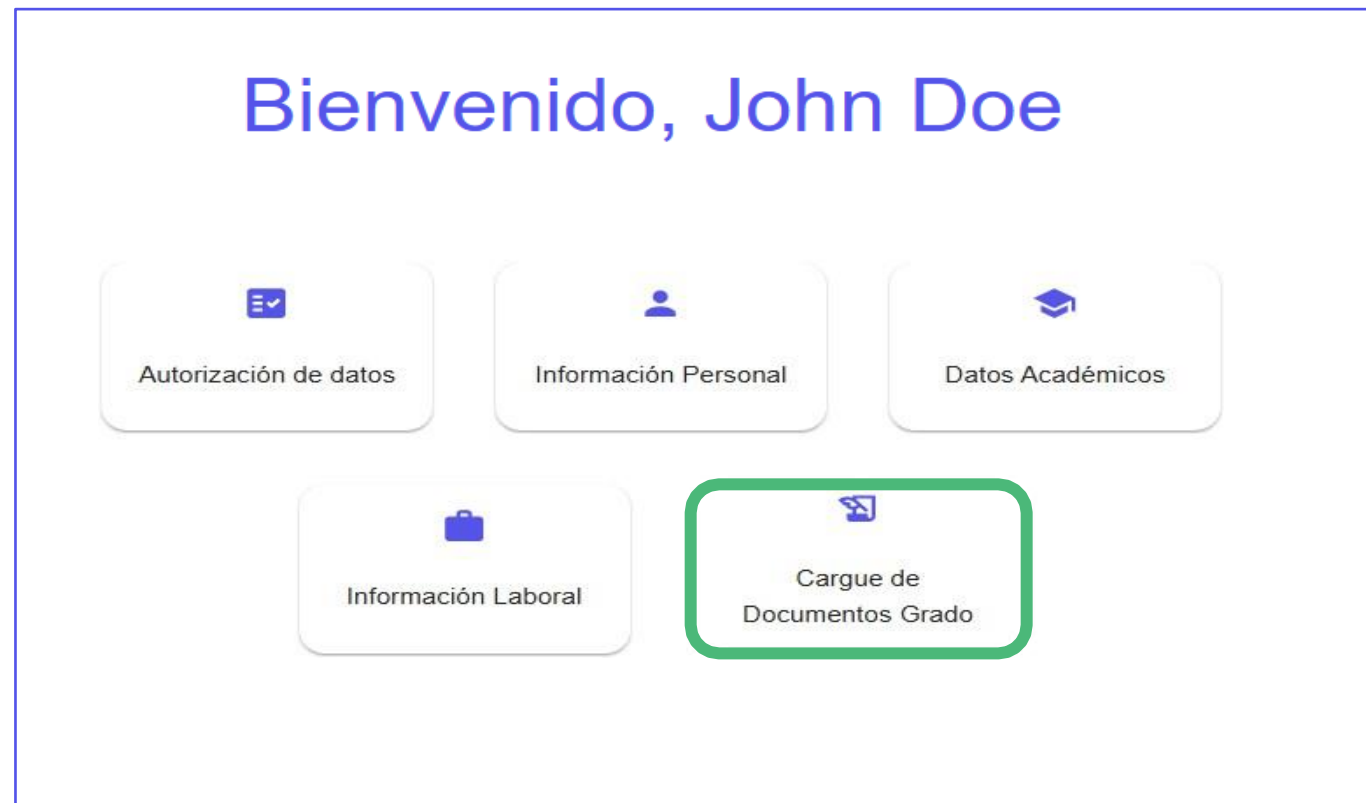 Bienvenido, John Doe
Autorización de datos
Información Personal
Datos Académicos
Información Laboral
Cargue de
Documentos Grado